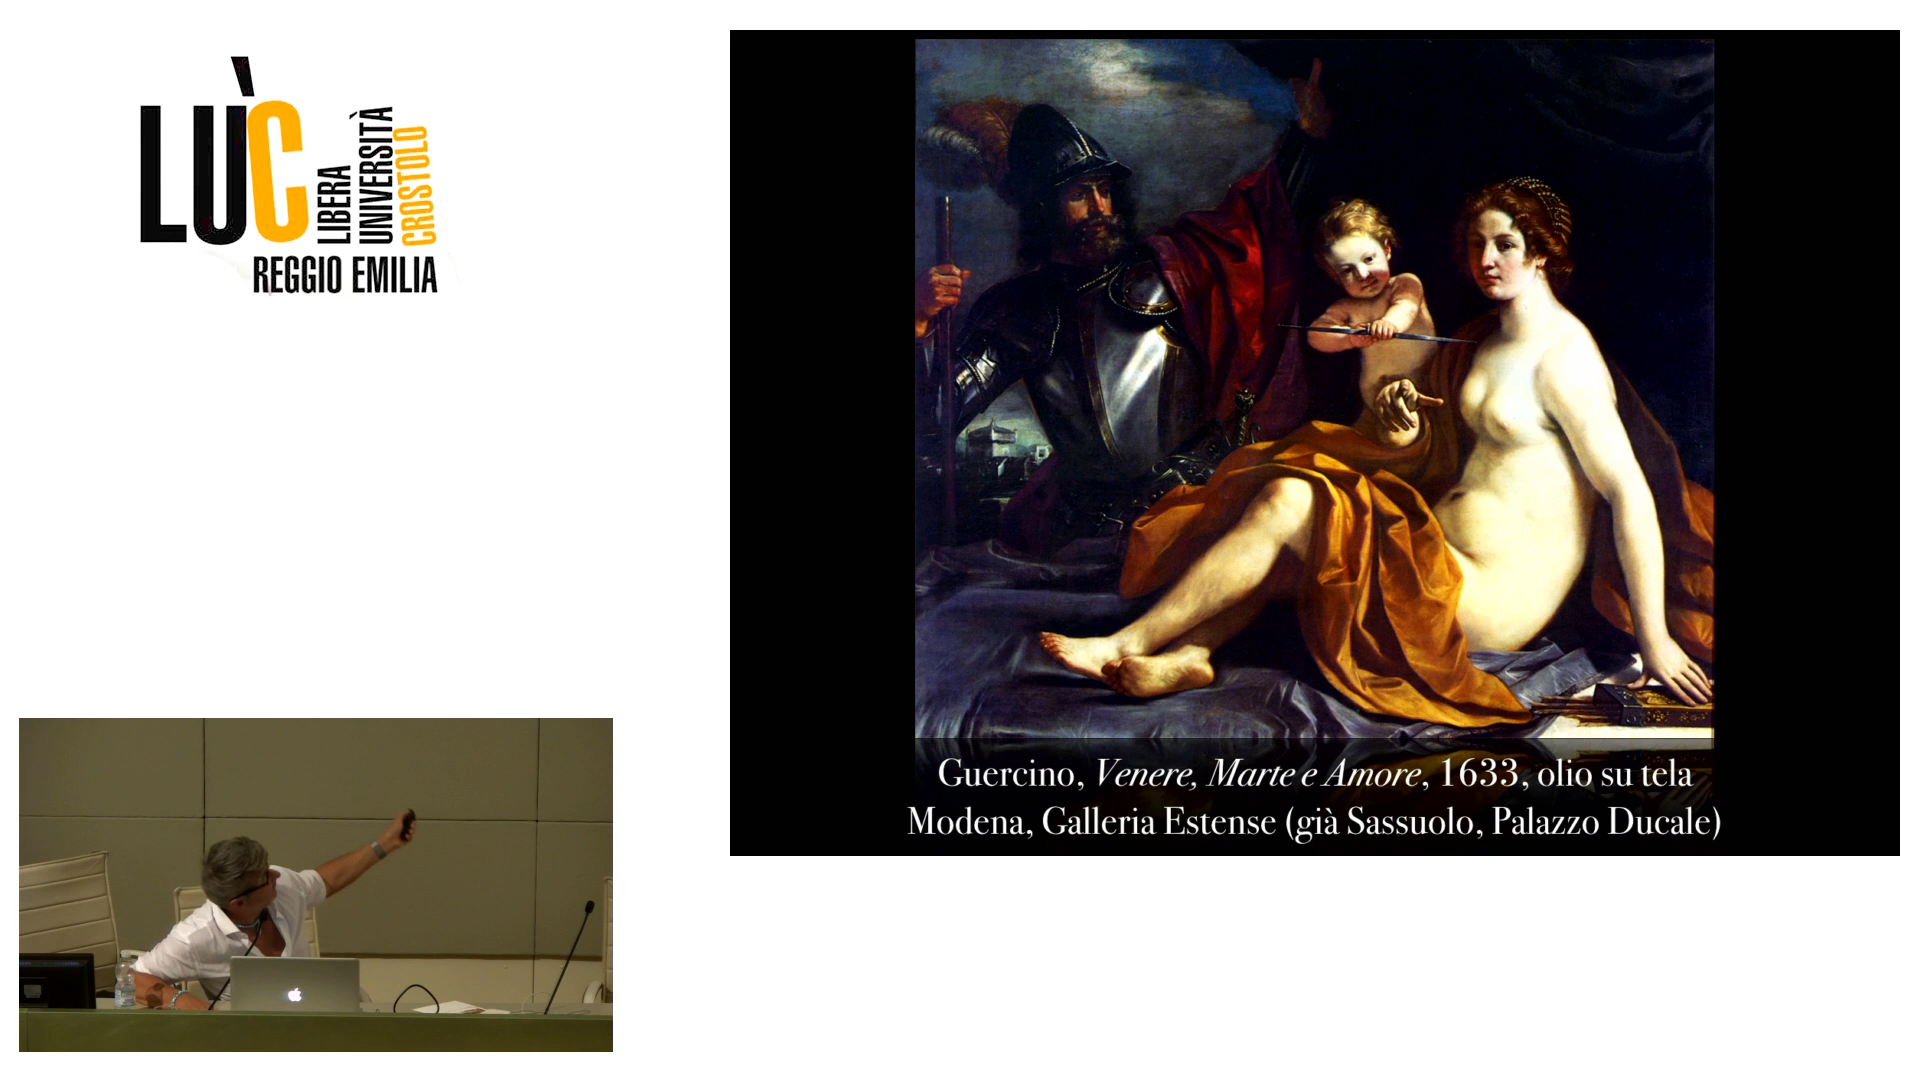 LÙC
LIBERA
UNIVERSITÀ
CROSTOLO
REGGIO EMILIA
Guercino, Venere, Marte e Amore, 1633, olio su tela
Modena, Galleria Estense (già Sassuolo, Palazzo Ducale)